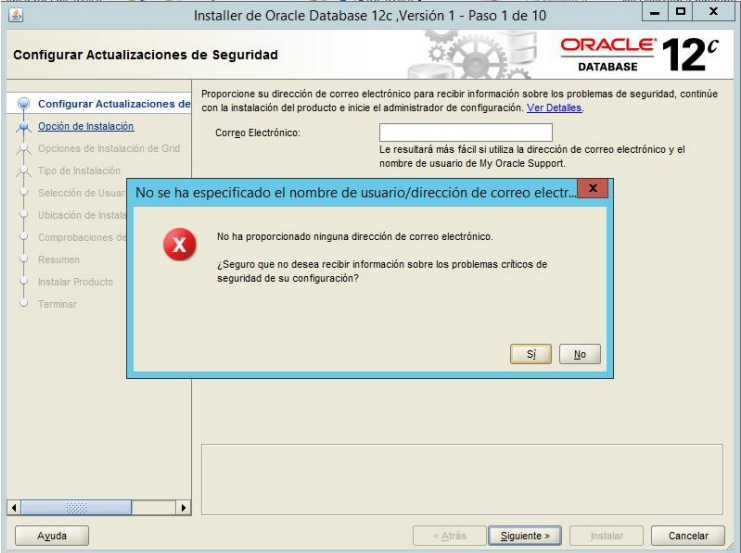 Installer de Oracle Database 12c ,Versión 1 - Paso 1 de 10
Configurar Actualizaciones de Seguridad
ORACLE
DATABASE
12c
Configurar Actualizaciones de
Opción de Instalación
Opciones de Instalación de Grid
Tipo de Instalación
Selección de Usuar
Ubicación de Instala
Comprobaciones de
Resumen
Instalar Producto
Terminar
Proporcione su dirección de correo electrónico para recibir información sobre los problemas de seguridad, continúe
con la instalación del producto e inicie el administrador de configuración. Ver Detalles.
Correo Electrónico:
Le resultará más fácil si utiliza la dirección de correo electrónico y el
nombre de usuario de My Oracle Support.
No se ha especificado el nombre de usuario/dirección de correo electr...
No ha proporcionado ninguna dirección de correo electrónico.
¿Seguro que no desea recibir información sobre los problemas críticos de
seguridad de su configuración?
Sí
No
Ayuda
< Atrás
Siguiente >
Instalar
Cancelar